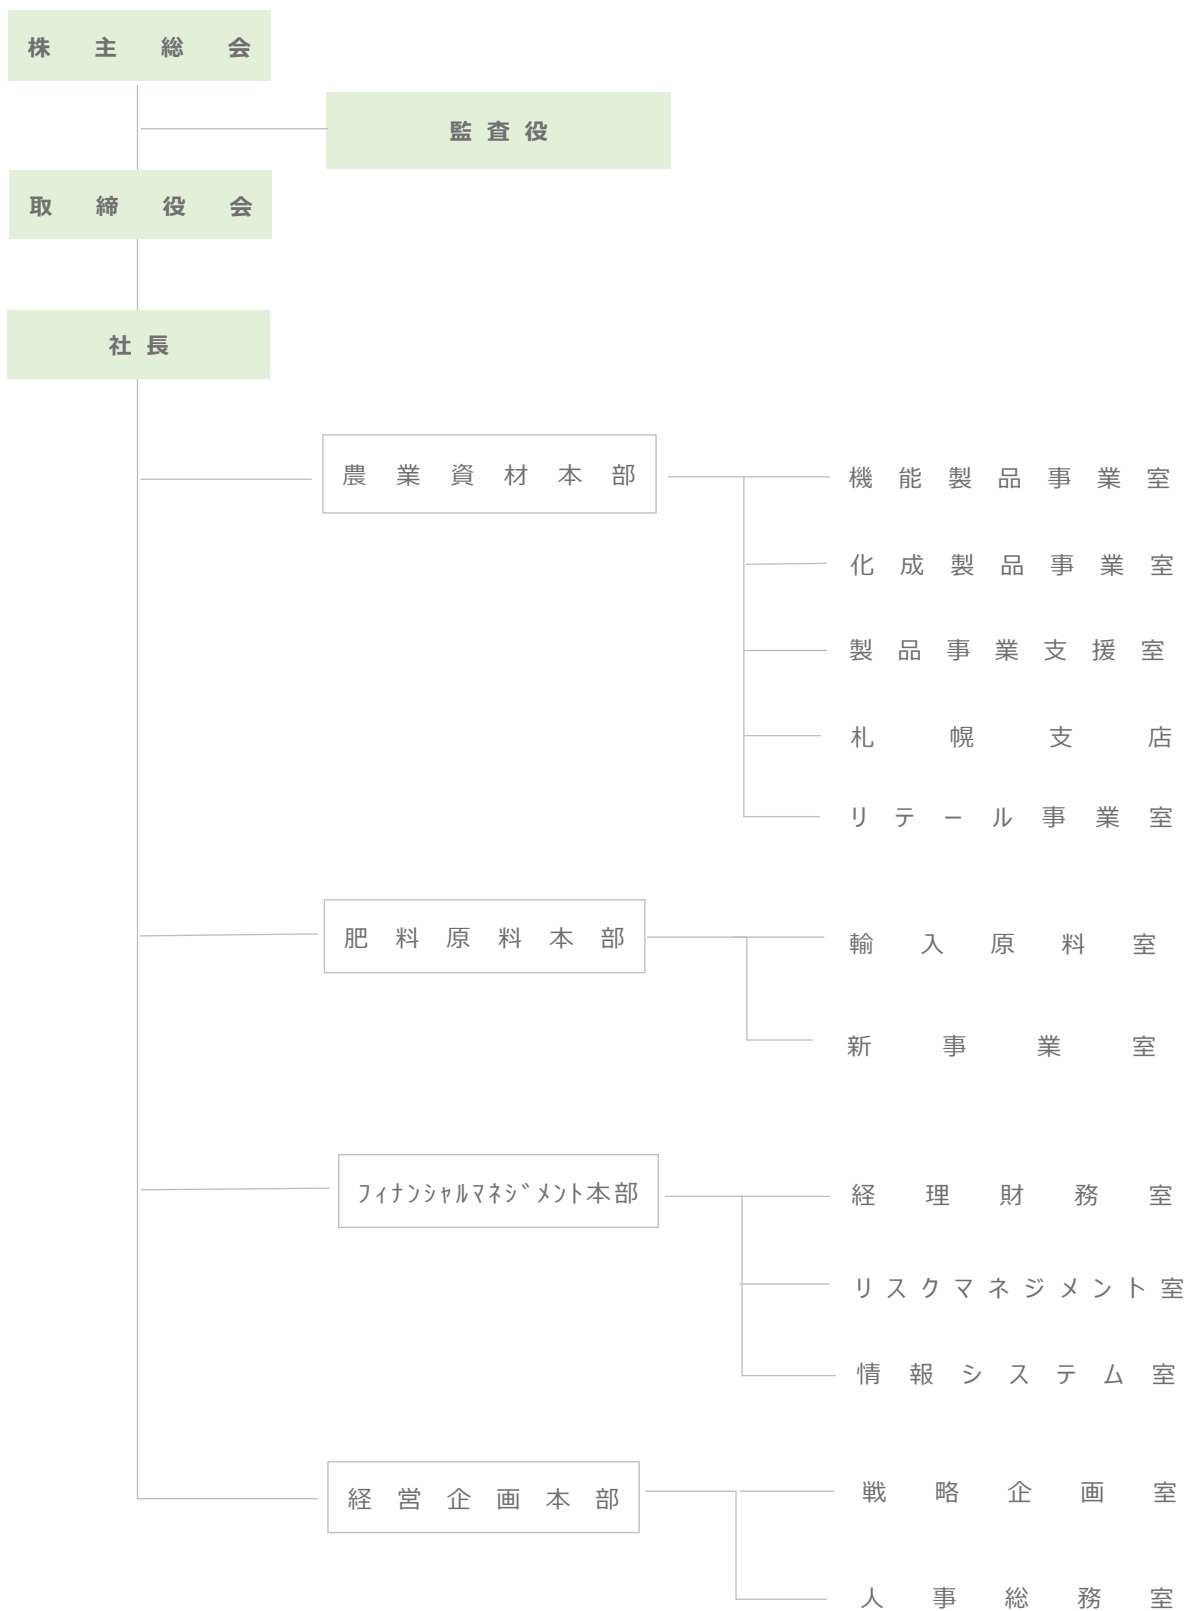 株主総会
監査役
取締役会
社長
農業資材本部
機能製品事業室
化成製品事業室
製品事業支援室
札幌支店
リテール事業室
肥料原料本部
輸入原料室
新事業室
ﾌｨﾅﾝｼｬﾙﾏﾈｼﾞﾒﾝﾄ本部
経理財務室
リスクマネジメント室
情報システム室
経営企画本部
戦略企画室
人事総務室